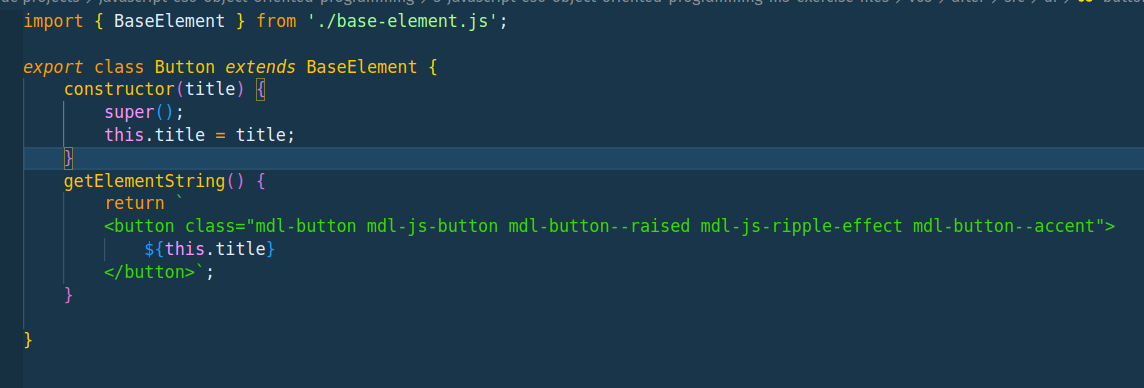 import { BaseElement } from './base-element.js';
export class Button extends BaseElement {
constructor(title) {
super();
this.title = title;
}
getElementString() {
return `
<button class="mdl-button mdl-js-button mdl-button--raised mdl-js-ripple-effect mdl-button--accent">
${this.title}
</button>`;
}
}